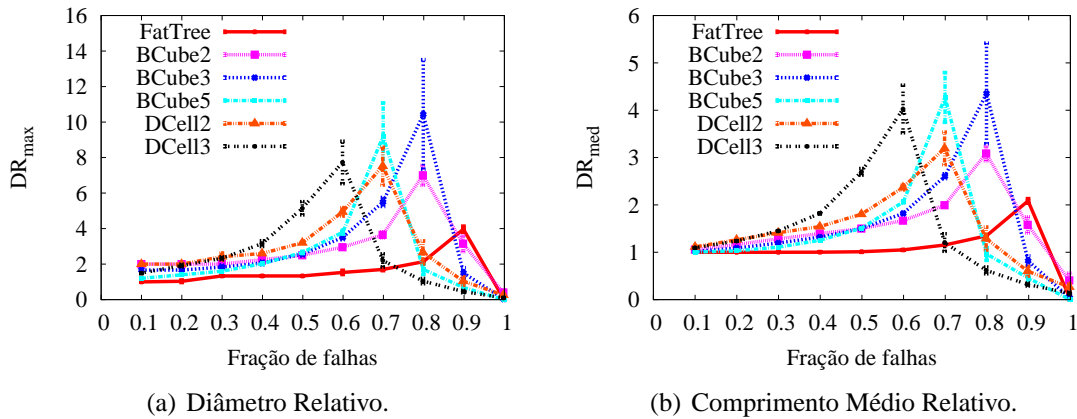 16
14
12
10
8
6
4
2
0
DR_max
FatTree
BCube2
BCube3
BCube5
DCell2
DCell3
0 0.1 0.2 0.3 0.4 0.5 0.6 0.7 0.8 0.9 1
Fração de falhas
(a) Diâmetro Relativo.
6
5
4
3
2
1
0
DR_med
FatTree
BCube2
BCube3
BCube5
DCell2
DCell3
0 0.1 0.2 0.3 0.4 0.5 0.6 0.7 0.8 0.9 1
Fração de falhas
(b) Comprimento Médio Relativo.